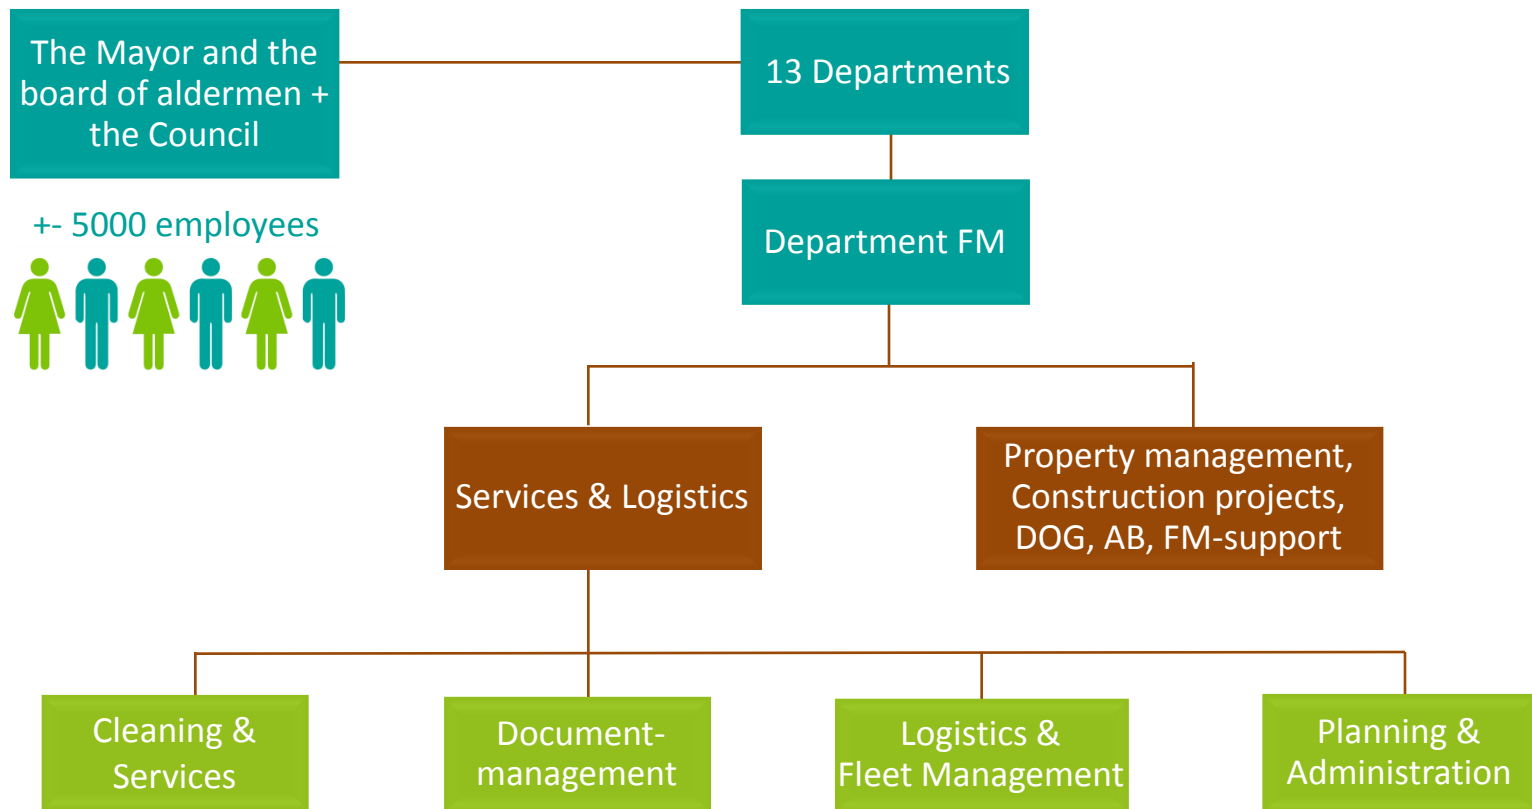 The Mayor and the
board of aldermen +
the Council
13 Departments
+- 5000 employees
Department FM
Services & Logistics
Property management,
Construction projects,
DOG, AB, FM-support
Cleaning &
Services
Document-
management
Logistics &
Fleet Management
Planning &
Administration